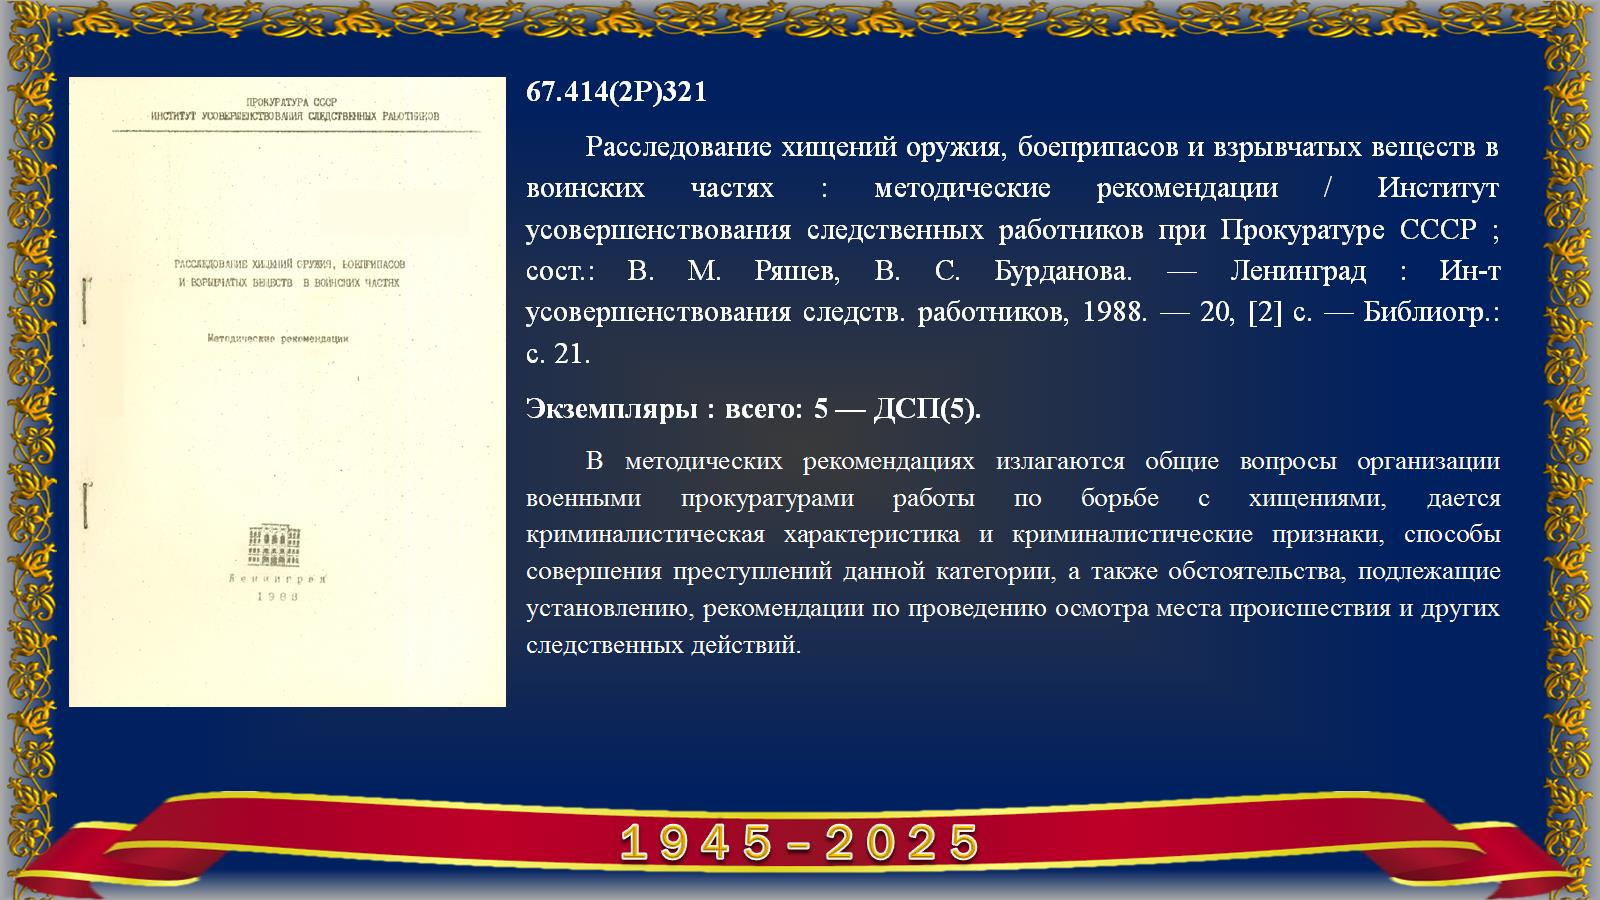 ПРОКУРАТУРА СССР
ИНСТИТУТ УСОВЕРШЕНСТВОВАНИЯ СЛЕДСТВЕННЫХ РАБОТНИКОВ
РАССЛЕДОВАНИЕ ХИЩЕНИЙ ОРУЖИЯ, БОЕПРИПАСОВ
И ВЗРЫВЧАТЫХ ВЕЩЕСТВ В ВОИНСКИХ ЧАСТЯХ
Методические рекомендации
Ленинград
1988
67.414(2Р)321
Расследование хищений оружия, боеприпасов и взрывчатых веществ в
воинских частях : методические рекомендации / Институт
усовершенствования следственных работников при Прокуратуре СССР ;
сост.: В. М. Ряшев, В. С. Бурданова. — Ленинград : Ин-т
усовершенствования следств. работников, 1988. — 20, [2] с. — Библиогр.:
с. 21.
Экземпляры : всего: 5 — ДСП(5).
В методических рекомендациях излагаются общие вопросы организации
военными прокуратурами работы по борьбе с хищениями, дается
криминалистическая характеристика и криминалистические признаки, способы
совершения преступлений данной категории, а также обстоятельства, подлежащие
установлению, рекомендации по проведению осмотра места происшествия и других
следственных действий.
1945–2025